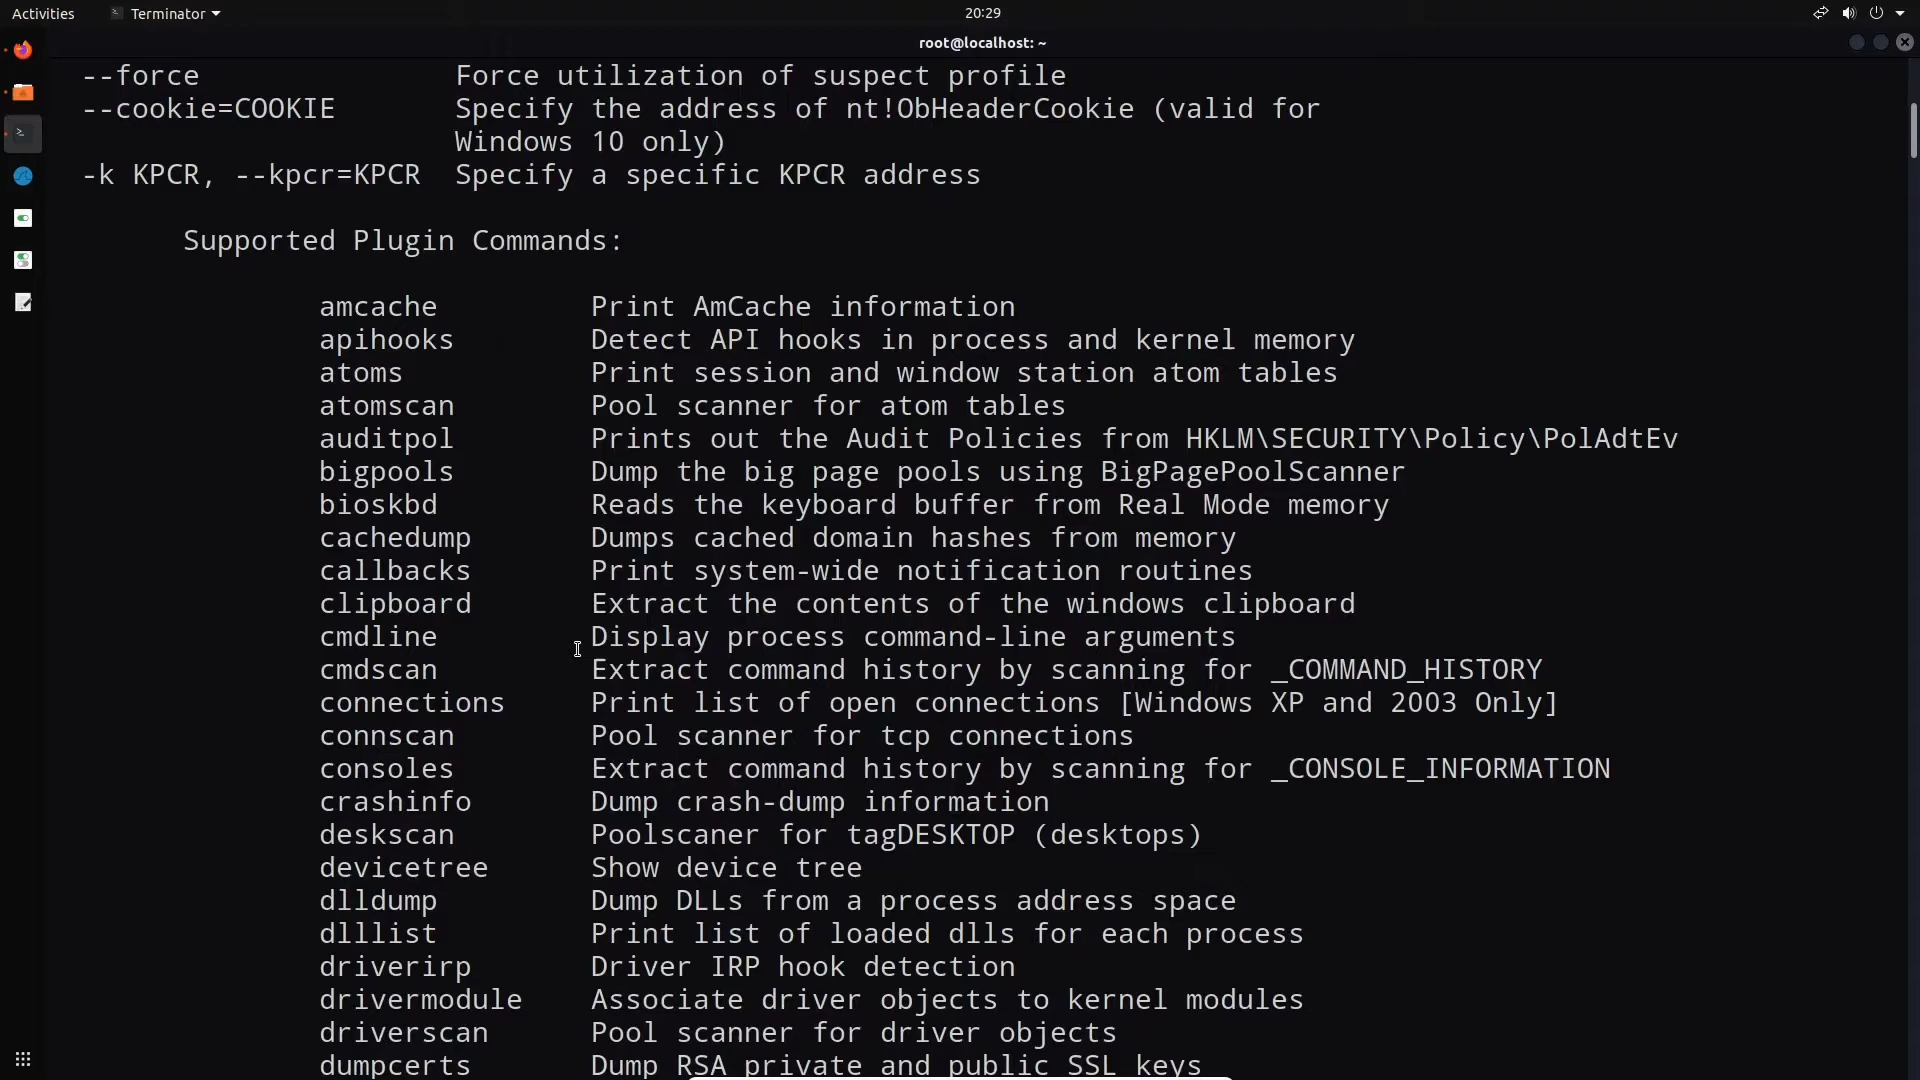 Activities Terminator 20:29
root@localhost: ~
--force Force utilization of suspect profile
--cookie=COOKIE Specify the address of nt!ObHeaderCookie (valid for
Windows 10 only)
-k KPCR, --kpcr=KPCR Specify a specific KPCR address
Supported Plugin Commands:
amcache Print AmCache information
apihooks Detect API hooks in process and kernel memory
atoms Print session and window station atom tables
atomscan Pool scanner for atom tables
auditpol Prints out the Audit Policies from HKLM\SECURITY\Policy\PolAdtEv
bigpools Dump the big page pools using BigPagePoolScanner
bioskbd Reads the keyboard buffer from Real Mode memory
cachedump Dumps cached domain hashes from memory
callbacks Print system-wide notification routines
clipboard Extract the contents of the windows clipboard
cmdline Display process command-line arguments
cmdscan Extract command history by scanning for _COMMAND_HISTORY
connections Print list of open connections [Windows XP and 2003 Only]
connscan Pool scanner for tcp connections
consoles Extract command history by scanning for _CONSOLE_INFORMATION
crashinfo Dump crash-dump information
deskscan Poolscaner for tagDESKTOP (desktops)
devicetree Show device tree
dlldump Dump DLLs from a process address space
dlllist Print list of loaded dlls for each process
driverirp Driver IRP hook detection
drivermodule Associate driver objects to kernel modules
driverscan Pool scanner for driver objects
dumpcerts Dump RSA private and public SSL keys